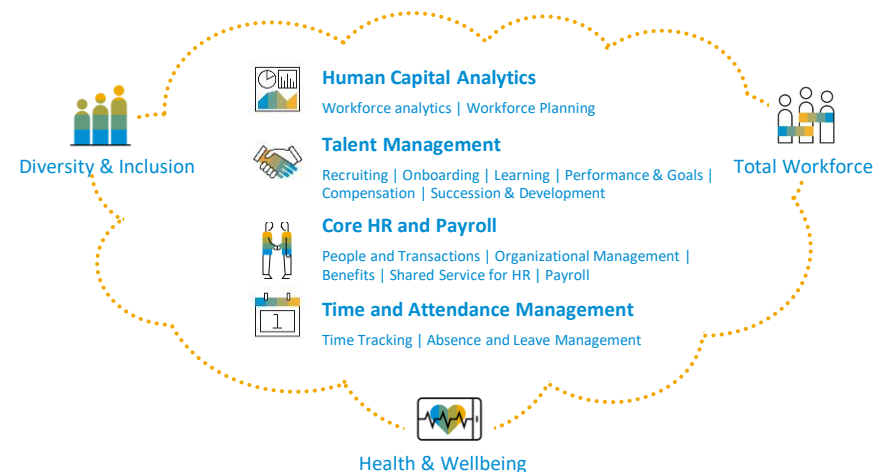 Human Capital Analytics
Workforce analytics | Workforce Planning
Diversity & Inclusion
Talent Management
Recruiting | Onboarding | Learning | Performance & Goals |
Compensation | Succession & Development
Total Workforce
Core HR and Payroll
People and Transactions | Organizational Management |
Benefits | Shared Service for HR | Payroll
1
Time and Attendance Management
Time Tracking | Absence and Leave Management
Health & Wellbeing